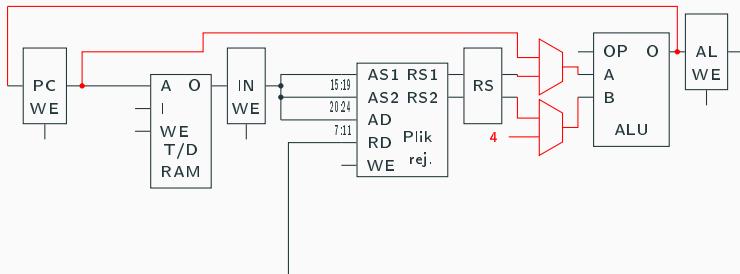 PC
WE
A O
I
WE
T/D
RAM
IN
WE
15:19
20:24
7:11
AS1 RS1
AS2 RS2
AD
RD Plik
rej.
WE
RS
4
OP O
A
B
ALU
AL
WE